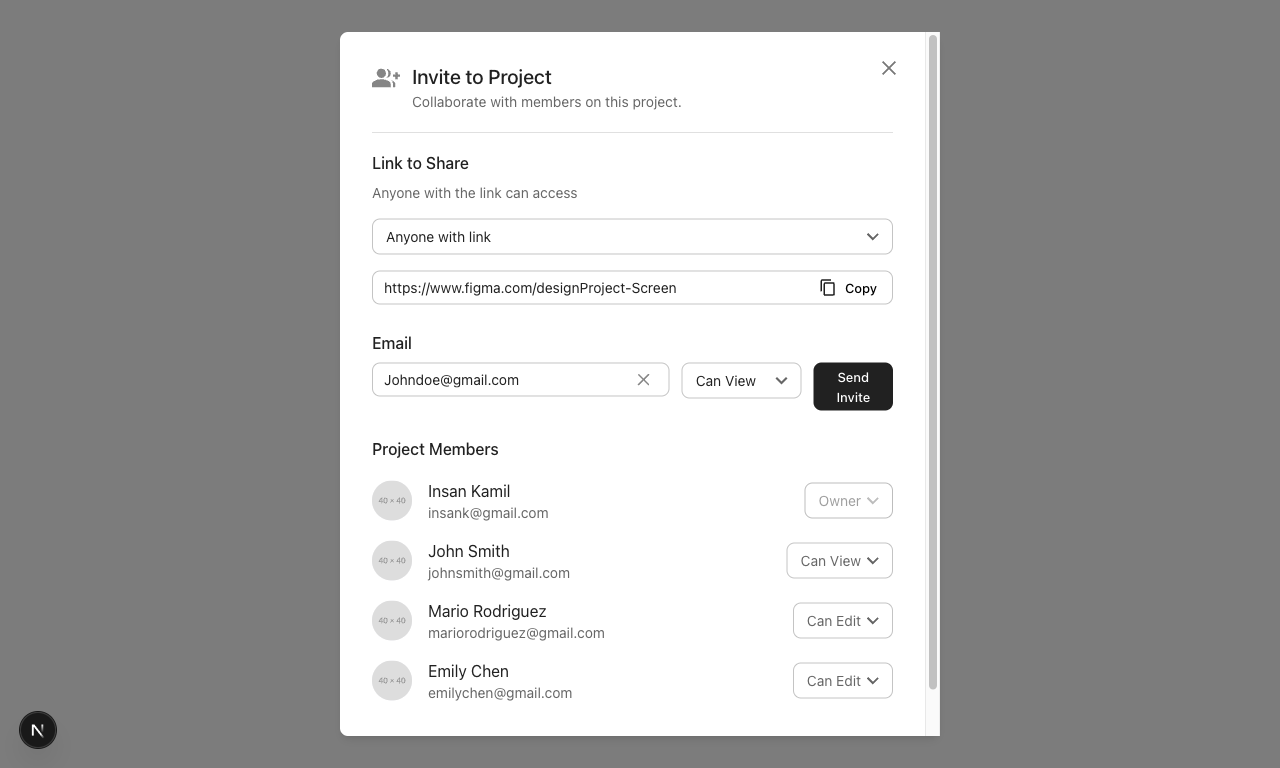 Invite to Project
Collaborate with members on this project.
Link to Share
Anyone with the link can access
Anyone with link
https://www.figma.com/designProject-Screen
Copy
Email
Johndoe@gmail.com
Can View
Send
Invite
Project Members
40 × 40
Insan Kamil
insank@gmail.com
Owner
40 × 40
John Smith
johnsmith@gmail.com
Can View
40 × 40
Mario Rodriguez
mariorodriguez@gmail.com
Can Edit
40 × 40
Emily Chen
emilychen@gmail.com
Can Edit
N